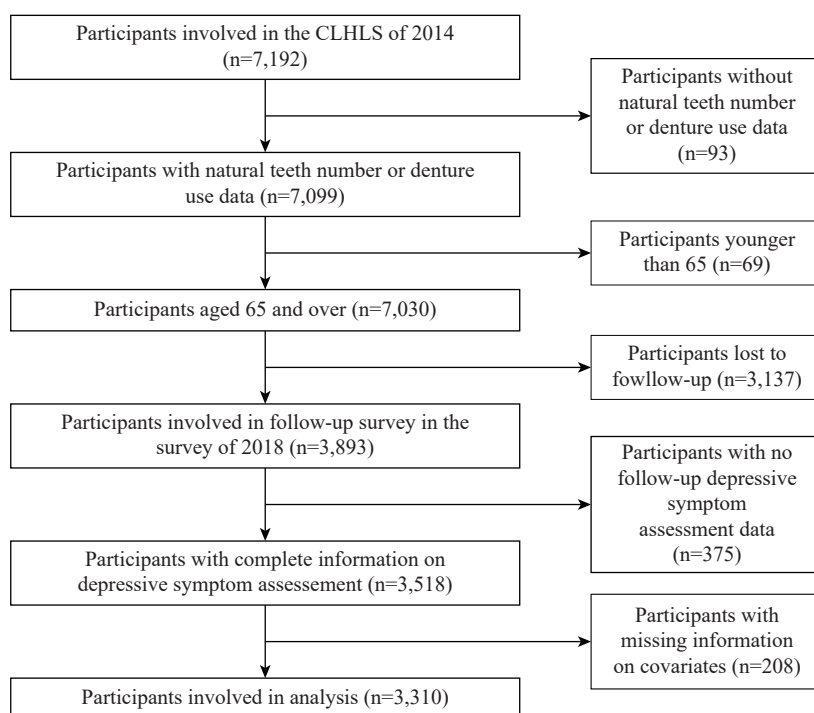 Participants involved in the CLHLS of 2014
(n=7,192)
Participants without
natural teeth number
or denture use data
(n=93)
Participants with natural teeth number or denture
use data (n=7,099)
Participants younger
than 65 (n=69)
Participants aged 65 and over (n=7,030)
Participants lost to
fowllow-up (n=3,137)
Participants involved in follow-up survey in the
survey of 2018 (n=3,893)
Participants with no
follow-up depressive
symptom
assessment data
(n=375)
Participants with complete information on
depressive symptom assessement (n=3,518)
Participants with
missing information
on covariates (n=208)
Participants involved in analysis (n=3,310)